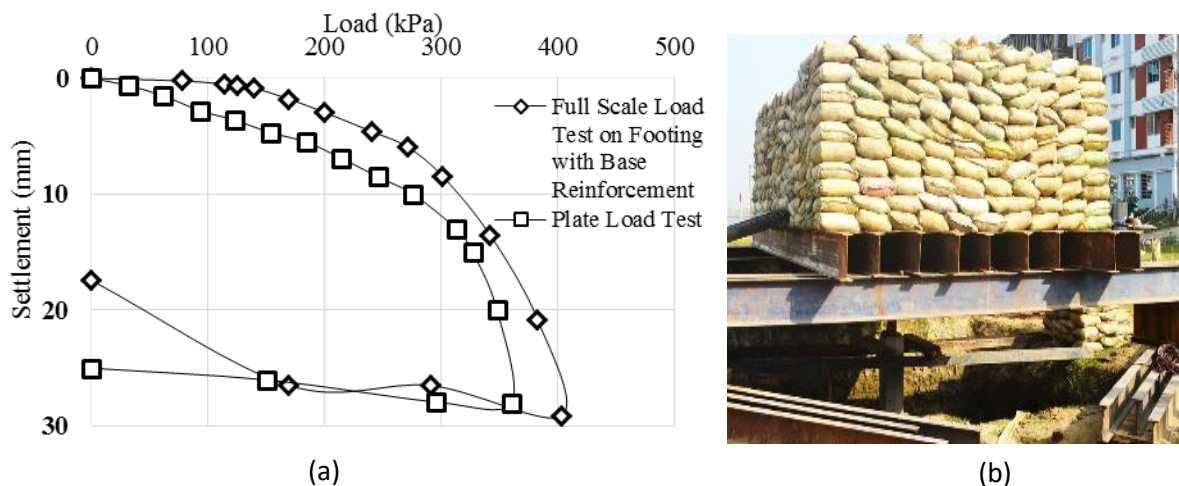 Load (kPa)
0 100 200 300 400 500
0
10
20
30
Settlement (mm)
Full Scale Load
Test on Footing
with Base
Reinforcement
Plate Load Test
(a)
(b)